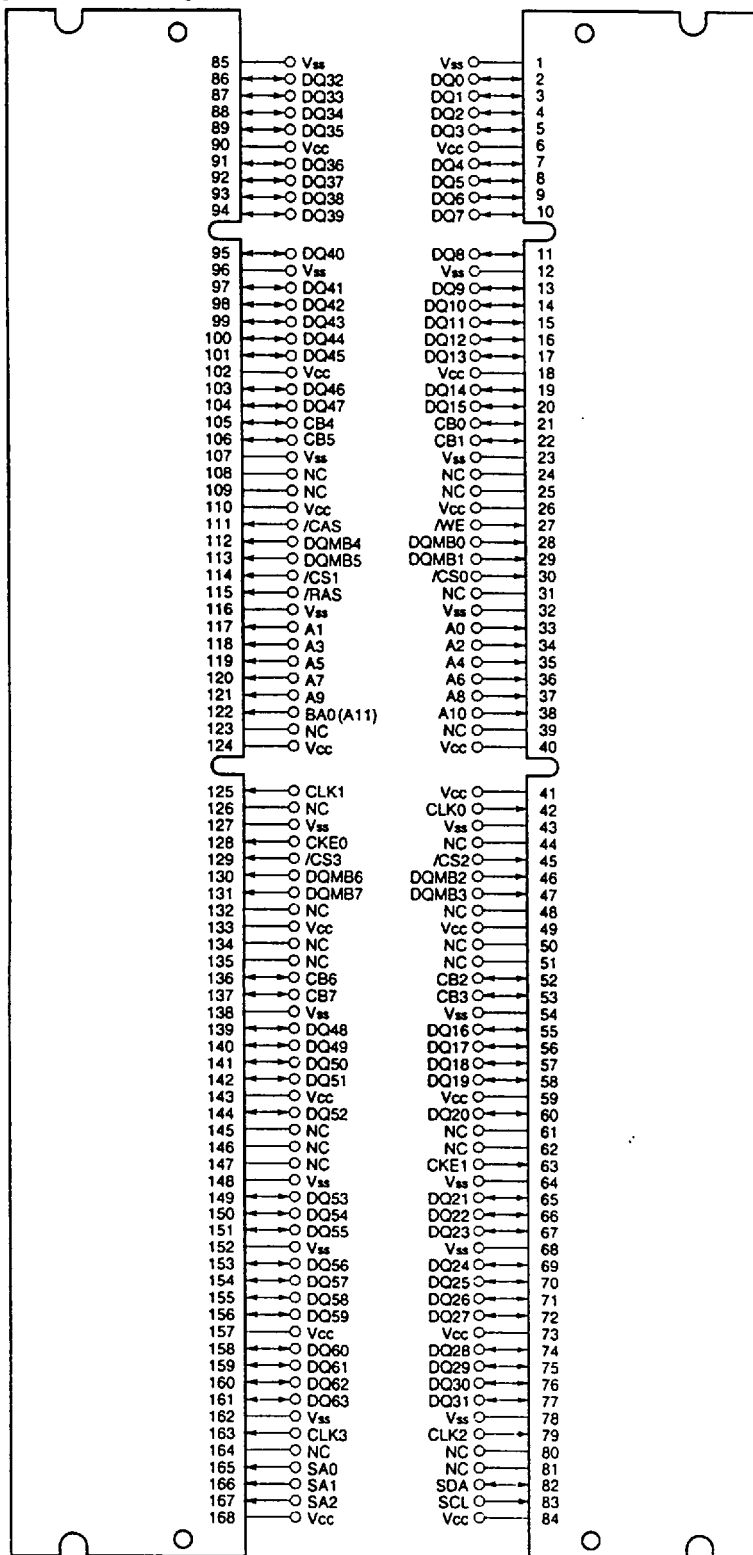 85 Vss Vss 1
86 DQ32 DQ0 2
87 DQ33 DQ1 3
88 DQ34 DQ2 4
89 DQ35 DQ3 5
90 Vcc Vcc 6
91 DQ36 DQ4 7
92 DQ37 DQ5 8
93 DQ38 DQ6 9
94 DQ39 DQ7 10
95 DQ40 DQ8 11
96 Vss Vss 12
97 DQ41 DQ9 13
98 DQ42 DQ10 14
99 DQ43 DQ11 15
100 DQ44 DQ12 16
101 DQ45 DQ13 17
102 Vcc Vcc 18
103 DQ46 DQ14 19
104 DQ47 DQ15 20
105 CB4 CB0 21
106 CB5 CB1 22
107 Vss Vss 23
108 NC NC 24
109 NC NC 25
110 Vcc Vcc 26
111 /CAS /WE 27
112 DQMB4 DQMB0 28
113 DQMB5 DQMB1 29
114 /CS1 /CS0 30
115 /RAS NC 31
116 Vss Vss 32
117 A1 A0 33
118 A3 A2 34
119 A5 A4 35
120 A7 A6 36
121 A9 A8 37
122 BA0 (A11) A10 38
123 NC NC 39
124 Vcc Vcc 40
125 CLK1 Vcc 41
126 NC CLK0 42
127 Vss Vss 43
128 CKE0 NC 44
129 /CS3 /CS2 45
130 DQMB6 DQMB2 46
131 DQMB7 DQMB3 47
132 NC NC 48
133 Vcc Vcc 49
134 NC NC 50
135 NC NC 51
136 CB6 CB2 52
137 CB7 CB3 53
138 Vss Vss 54
139 DQ48 DQ16 55
140 DQ49 DQ17 56
141 DQ50 DQ18 57
142 DQ51 DQ19 58
143 Vcc Vcc 59
144 DQ52 DQ20 60
145 NC NC 61
146 NC NC 62
147 NC CKE1 63
148 Vss Vss 64
149 DQ53 DQ21 65
150 DQ54 DQ22 66
151 DQ55 DQ23 67
152 Vss Vss 68
153 DQ56 DQ24 69
154 DQ57 DQ25 70
155 DQ58 DQ26 71
156 DQ59 DQ27 72
157 Vcc Vcc 73
158 DQ60 DQ28 74
159 DQ61 DQ29 75
160 DQ62 DQ30 76
161 DQ63 DQ31 77
162 Vss Vss 78
163 CLK3 CLK2 79
164 NC NC 80
165 SA0 NC 81
166 SA1 SDA 82
167 SA2 SCL 83
168 Vcc Vcc 84